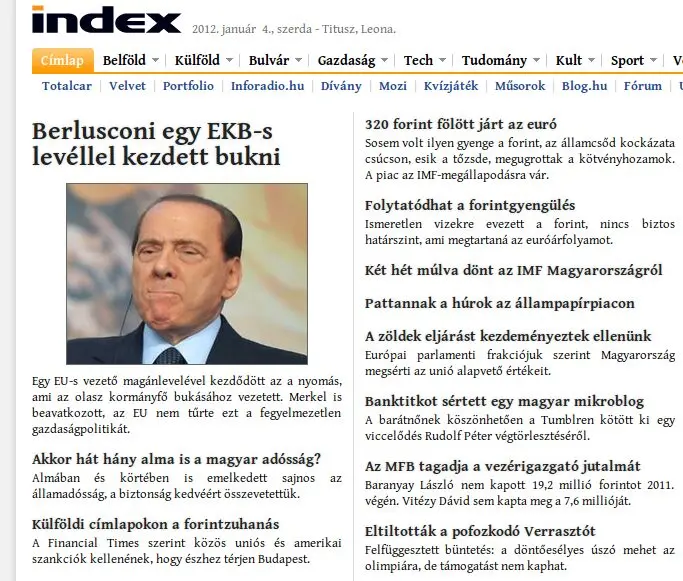 index 2012. január 4., szerda - Titusz, Leona.
Címlap Belföld Külföld Bulvár Gazdaság Tech Tudomány Kult Sport
Totalcar Velvet Portfolio Inforadio.hu Dívány Mozi Kvízjáték Műsorok Blog.hu Fórum
Berlusconi egy EKB-s
levéllel kezdett bukni
Egy EU-s vezető magánlevelével kezdődött az a nyomás,
ami az olasz kormányfő bukásához vezetett. Merkel is
beavatkozott, az EU nem tűrte ezt a fegyelmezetlen
gazdaságpolitikát.
Akkor hát hány alma is a magyar adósság?
Almában és körtében is emelkedett sajnos az
államadósság, a biztonság kedvéért összevetettük.
Külföldi címlapokon a forintzuhanás
A Financial Times szerint közös uniós és amerikai
szankciók kellenének, hogy észhez térjen Budapest.
320 forint fölött járt az euró
Sosem volt ilyen gyenge a forint, az államcsőd kockázata
csúcson, esik a tőzsde, megugrottak a kötvényhozamok.
A piac az IMF-megállapodásra vár.
Folytatódhat a forintgyengülés
Ismeretlen vizekre evezett a forint, nincs biztos
határszint, ami megtartaná az euróárfolyamot.
Két hét múlva dönt az IMF Magyarországról
Pattannak a húrok az állampapírpiacon
A zöldek eljárást kezdeményeztek ellenünk
Európai parlamenti frakciójuk szerint Magyarország
megsérti az unió alapvető értékeit.
Banktitkot sértett egy magyar mikroblog
A barátnőnek köszönhetően a Tumblren kötött ki egy
viccelődés Rudolf Péter végtörlesztéséről.
Az MFB tagadja a vezérigazgató jutalmát
Baranyay László nem kapott 19,2 millió forintot 2011.
végén. Vitézy Dávid sem kapta meg a 7,6 millióját.
Eltiltották a pofozkodó Verrasztót
Felfüggesztett büntetés: a döntőesélyes úszó mehet az
olimpiára, de támogatást nem kaphat.